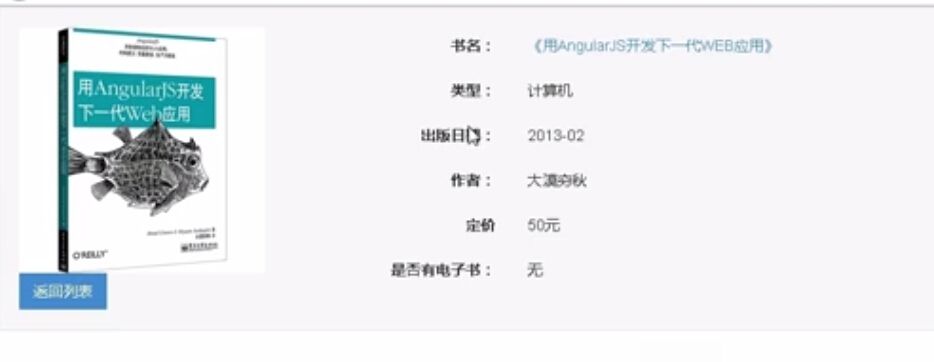 用AngularJS开发
下一代Web应用
O'REILLY
返回列表
书名：
《用AngularJS开发下一代WEB应用》
类型：
计算机
出版日期：
2013-02
作者：
大漠穷秋
定价
50元
是否有电子书：
无